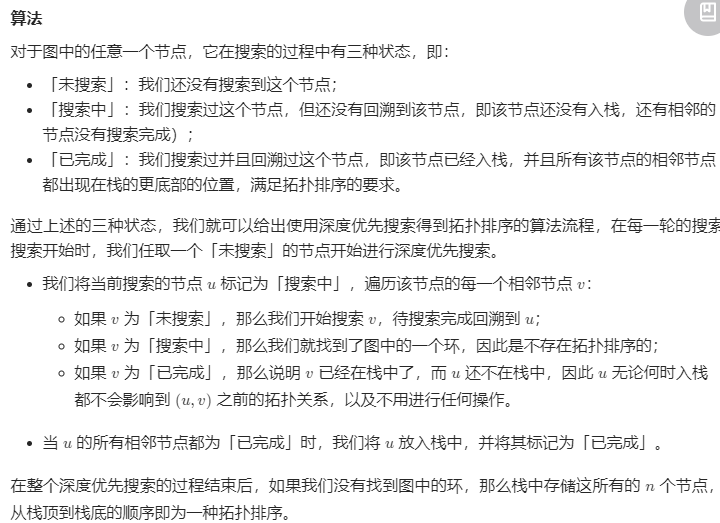 算法
对于图中的任意一个节点，它在搜索的过程中有三种状态，即：
「未搜索」：我们还没有搜索到这个节点；
「搜索中」：我们搜索过这个节点，但还没有回溯到该节点，即该节点还没有入栈，还有相邻的
节点没有搜索完成）；
「已完成」：我们搜索过并且回溯过这个节点，即该节点已经入栈，并且所有该节点的相邻节点
都出现在栈的更底部的位置，满足拓扑排序的要求。
通过上述的三种状态，我们就可以给出使用深度优先搜索得到拓扑排序的算法流程，在每一轮的搜索
搜索开始时，我们任取一个「未搜索」的节点开始进行深度优先搜索。
我们将当前搜索的节点 u 标记为「搜索中」，遍历该节点的每一个相邻节点 v：
如果 v 为「未搜索」，那么我们开始搜索 v，待搜索完成回溯到 u；
如果 v 为「搜索中」，那么我们就找到了图中的一个环，因此是不存在拓扑排序的；
如果 v 为「已完成」，那么说明 v 已经在栈中了，而 u 还不在栈中，因此 u 无论何时入栈
都不会影响到 (u, v) 之前的拓扑关系，以及不用进行任何操作。
当 u 的所有相邻节点都为「已完成」时，我们将 u 放入栈中，并将其标记为「已完成」。
在整个深度优先搜索的过程结束后，如果我们没有找到图中的环，那么栈中存储这所有的 n 个节点，
从栈顶到栈底的顺序即为一种拓扑排序。